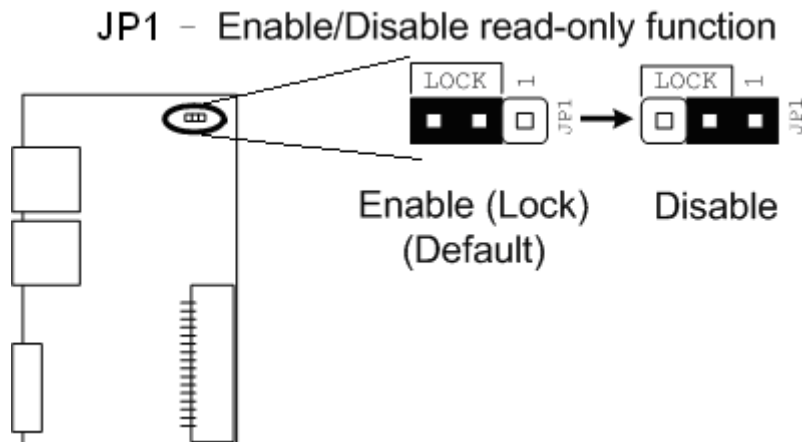 JP1 – Enable/Disable read-only function
LOCK 1
JP1
LOCK 1
JP1
Enable (Lock)
(Default)
Disable